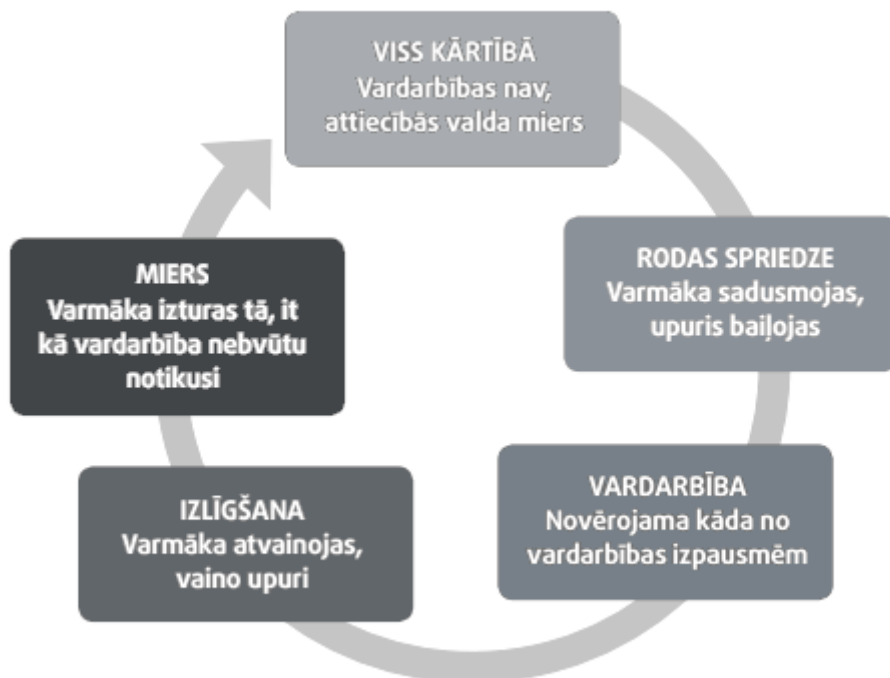 VISS KĀRTĪBĀ
Vardarbības nav,
attiecībās valda miers
RODAS SPRIEDZE
Varmāka sadusmojas,
upuris baiļojas
VARDARBĪBA
Novērojama kāda no
vardarbības izpausmēm
IZLĪGŠANA
Varmāka atvainojas,
vaino upuri
MIERS
Varmāka izturas tā, it
kā vardarbība nebvūtu
notikusi